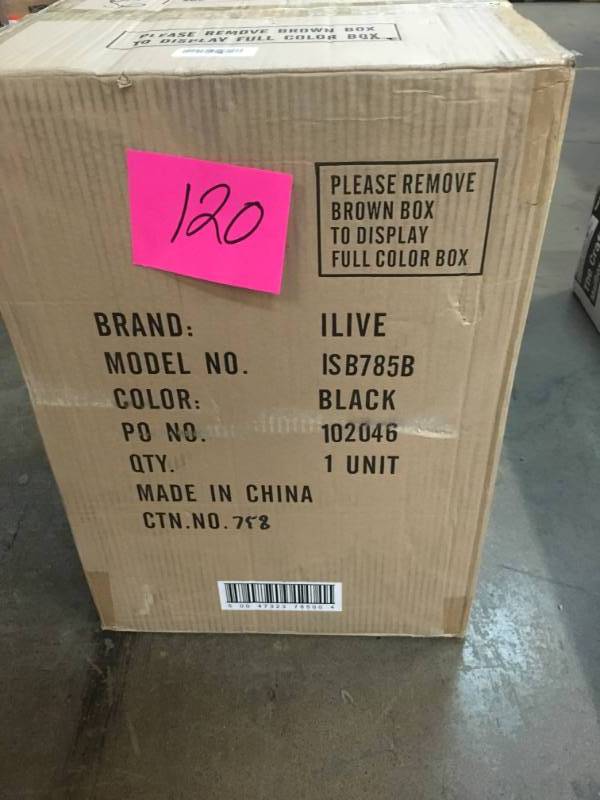 PLEASE REMOVE BROWN BOX
TO DISPLAY FULL COLOR BOX
120
PLEASE REMOVE
BROWN BOX
TO DISPLAY
FULL COLOR BOX
BRAND: ILIVE
MODEL NO. ISB785B
COLOR: BLACK
PO NO. 102046
QTY. 1 UNIT
MADE IN CHINA
CTN.NO. 758